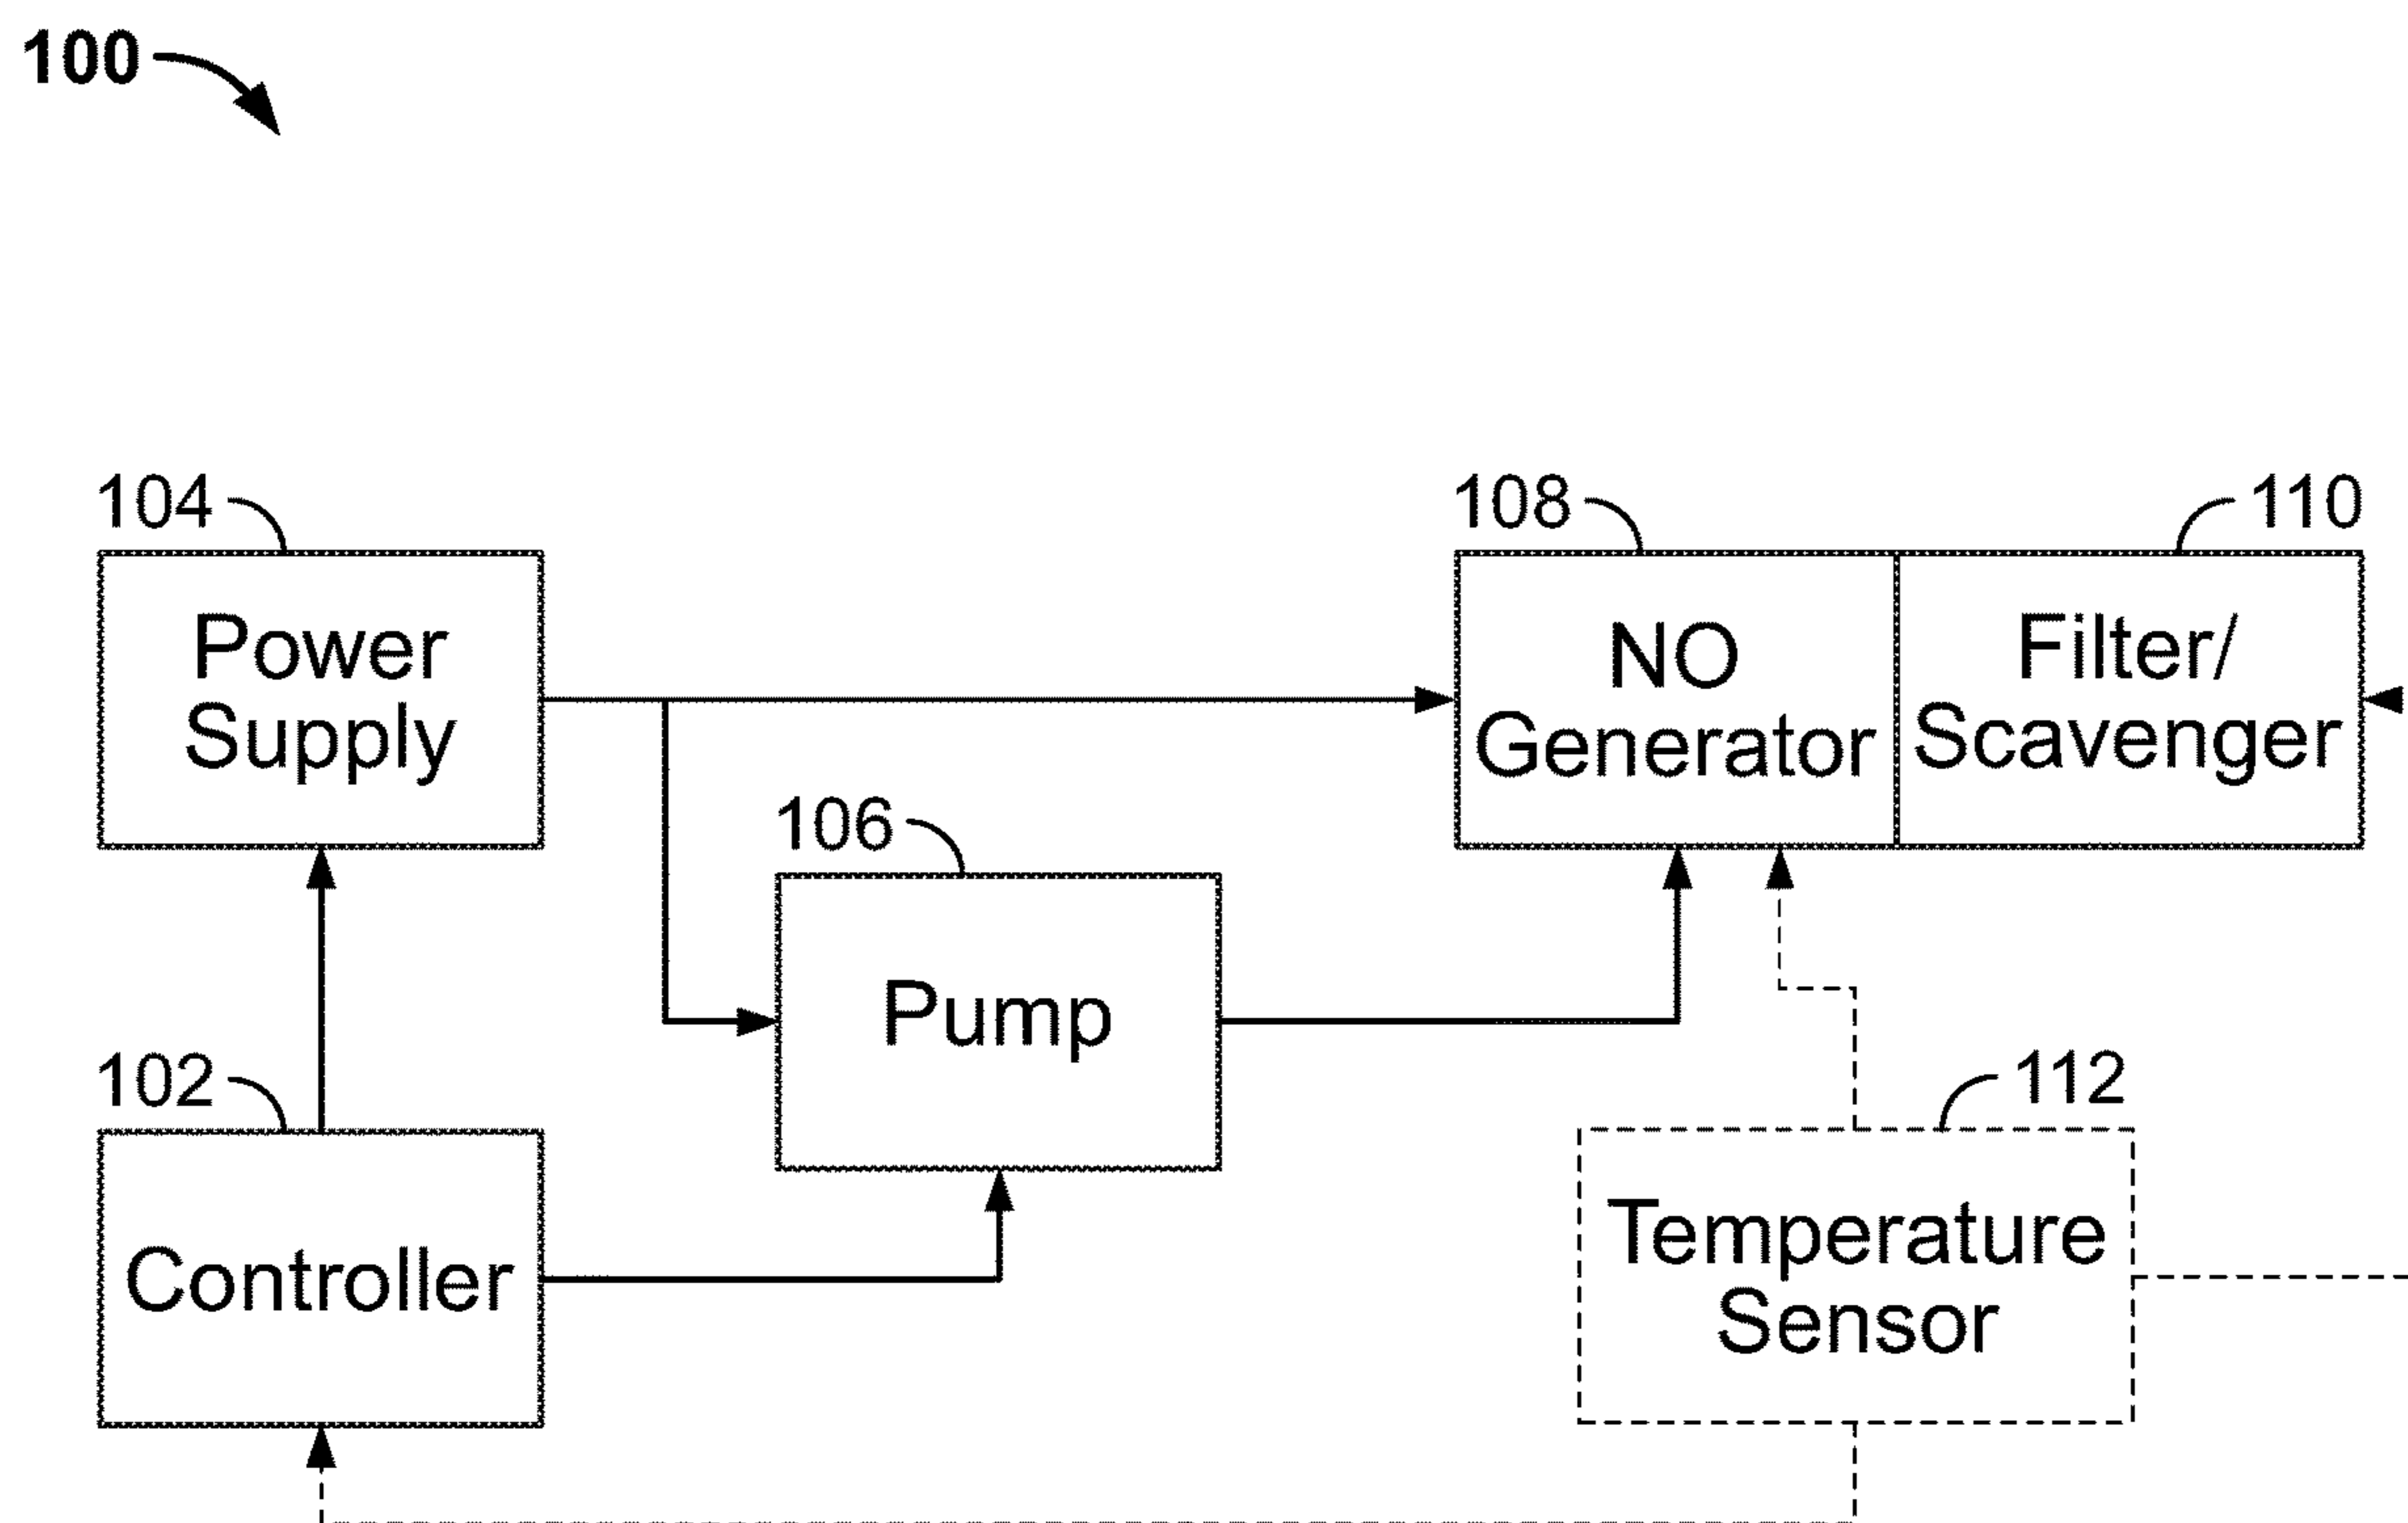 100
104
Power
Supply
108
NO
Generator
110
Filter/
Scavenger
106
Pump
102
Controller
112
Temperature
Sensor